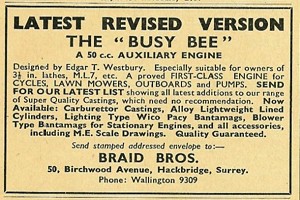 LATEST REVISED VERSION
THE "BUSY BEE"
A 50 c.c. AUXILIARY ENGINE
Designed by Edgar T. Westbury. Especially suitable for owners of
3½ in. lathes, M.L.7, etc. A proved FIRST-CLASS ENGINE for
CYCLES, LAWN MOWERS, OUTBOARDS and PUMPS. SEND
FOR OUR LATEST LIST showing all latest additions to our range
of Super Quality Castings, which need no recommendation. Now
Available: Carburettor Castings, Alloy Lightweight Lined
Cylinders, Lighting Type Wico Pacy Bantamags, Blower
Type Bantamags for Stationary Engines, and all accessories,
including M.E. Scale Drawings. Quality Guaranteed.
Send stamped addressed envelope to:—
BRAID BROS.
50, Birchwood Avenue, Hackbridge, Surrey.
Phone: Wallington 9309